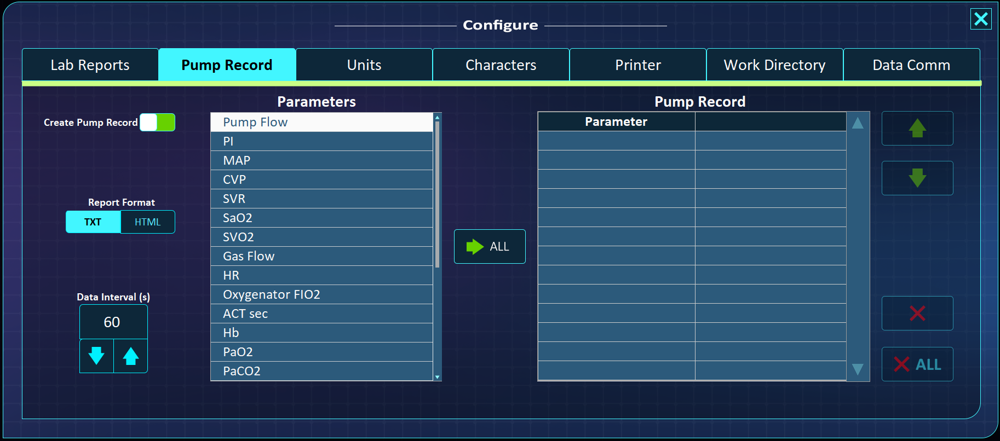 Configure
Lab Reports
Pump Record
Units
Characters
Printer
Work Directory
Data Comm
Create Pump Record
Report Format
TXT
HTML
Data Interval (s)
60
Parameters
Pump Flow
PI
MAP
CVP
SVR
SaO2
SVO2
Gas Flow
HR
Oxygenator FIO2
ACT sec
Hb
PaO2
PaCO2
ALL
Pump Record
Parameter
ALL